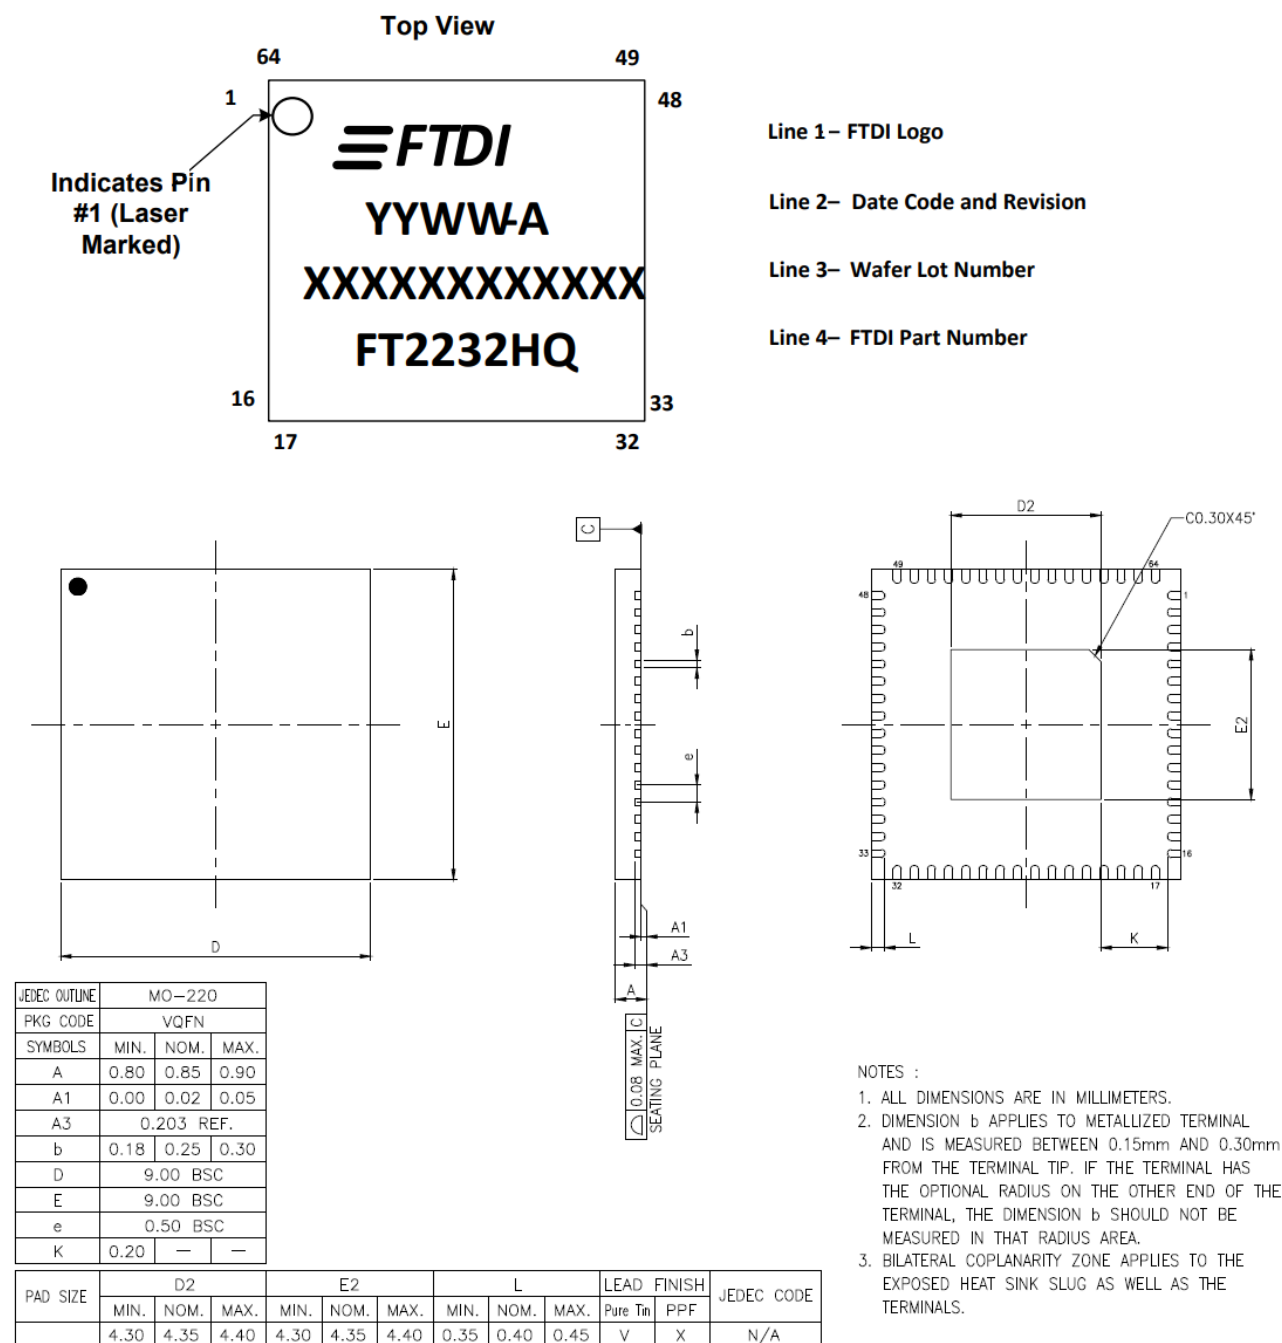 Top View
64
49
1
48
FTDI
YYWW-A
XXXXXXXXXXXX
FT2232HQ
Indicates Pin
#1 (Laser
Marked)
16
33
17
32
Line 1– FTDI Logo
Line 2– Date Code and Revision
Line 3– Wafer Lot Number
Line 4– FTDI Part Number
C
D2
C0.30X45°
49
64
48
1
b
E
e
E2
33
16
32
17
D
A1
A3
A
L
K
0.08 MAX. C
SEATING PLANE
JEDEC OUTLINE MO-220
PKG CODE VQFN
SYMBOLS MIN. NOM. MAX.
A 0.80 0.85 0.90
A1 0.00 0.02 0.05
A3 0.203 REF.
b 0.18 0.25 0.30
D 9.00 BSC
E 9.00 BSC
e 0.50 BSC
K 0.20 — —
PAD SIZE D2 E2 L LEAD FINISH JEDEC CODE
MIN. NOM. MAX. MIN. NOM. MAX. MIN. NOM. MAX. Pure Tin PPF
4.30 4.35 4.40 4.30 4.35 4.40 0.35 0.40 0.45 V X N/A
NOTES :
1. ALL DIMENSIONS ARE IN MILLIMETERS.
2. DIMENSION b APPLIES TO METALLIZED TERMINAL
AND IS MEASURED BETWEEN 0.15mm AND 0.30mm
FROM THE TERMINAL TIP. IF THE TERMINAL HAS
THE OPTIONAL RADIUS ON THE OTHER END OF THE
TERMINAL, THE DIMENSION b SHOULD NOT BE
MEASURED IN THAT RADIUS AREA.
3. BILATERAL COPLANARITY ZONE APPLIES TO THE
EXPOSED HEAT SINK SLUG AS WELL AS THE
TERMINALS.